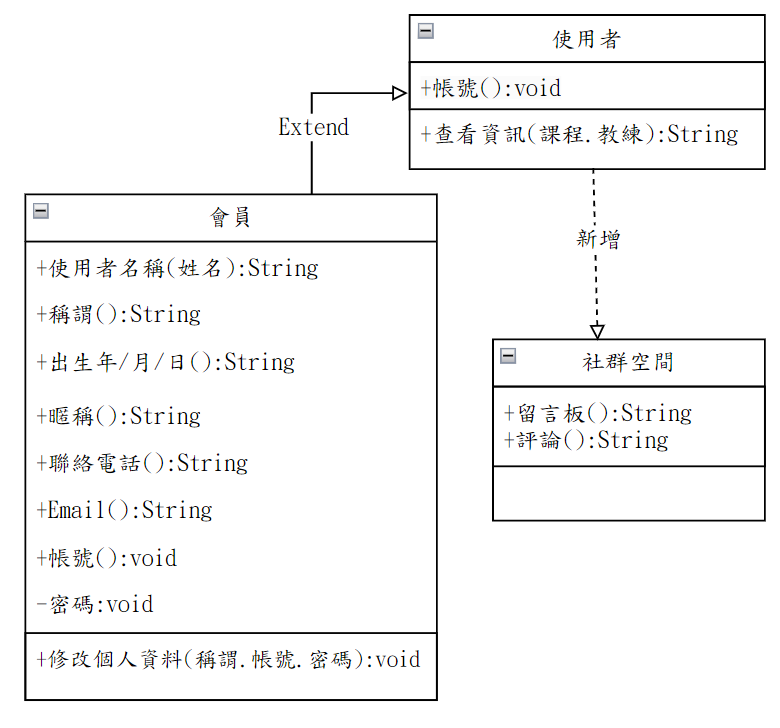 使用者
+帳號():void
+查看資訊(課程.教練):String
Extend
新增
會員
+使用者名稱(姓名):String
+稱謂():String
+出生年/月/日():String
+暱稱():String
+聯絡電話():String
+Email():String
+帳號():void
-密碼:void
+修改個人資料(稱謂.帳號.密碼):void
社群空間
+留言板():String
+評論():String